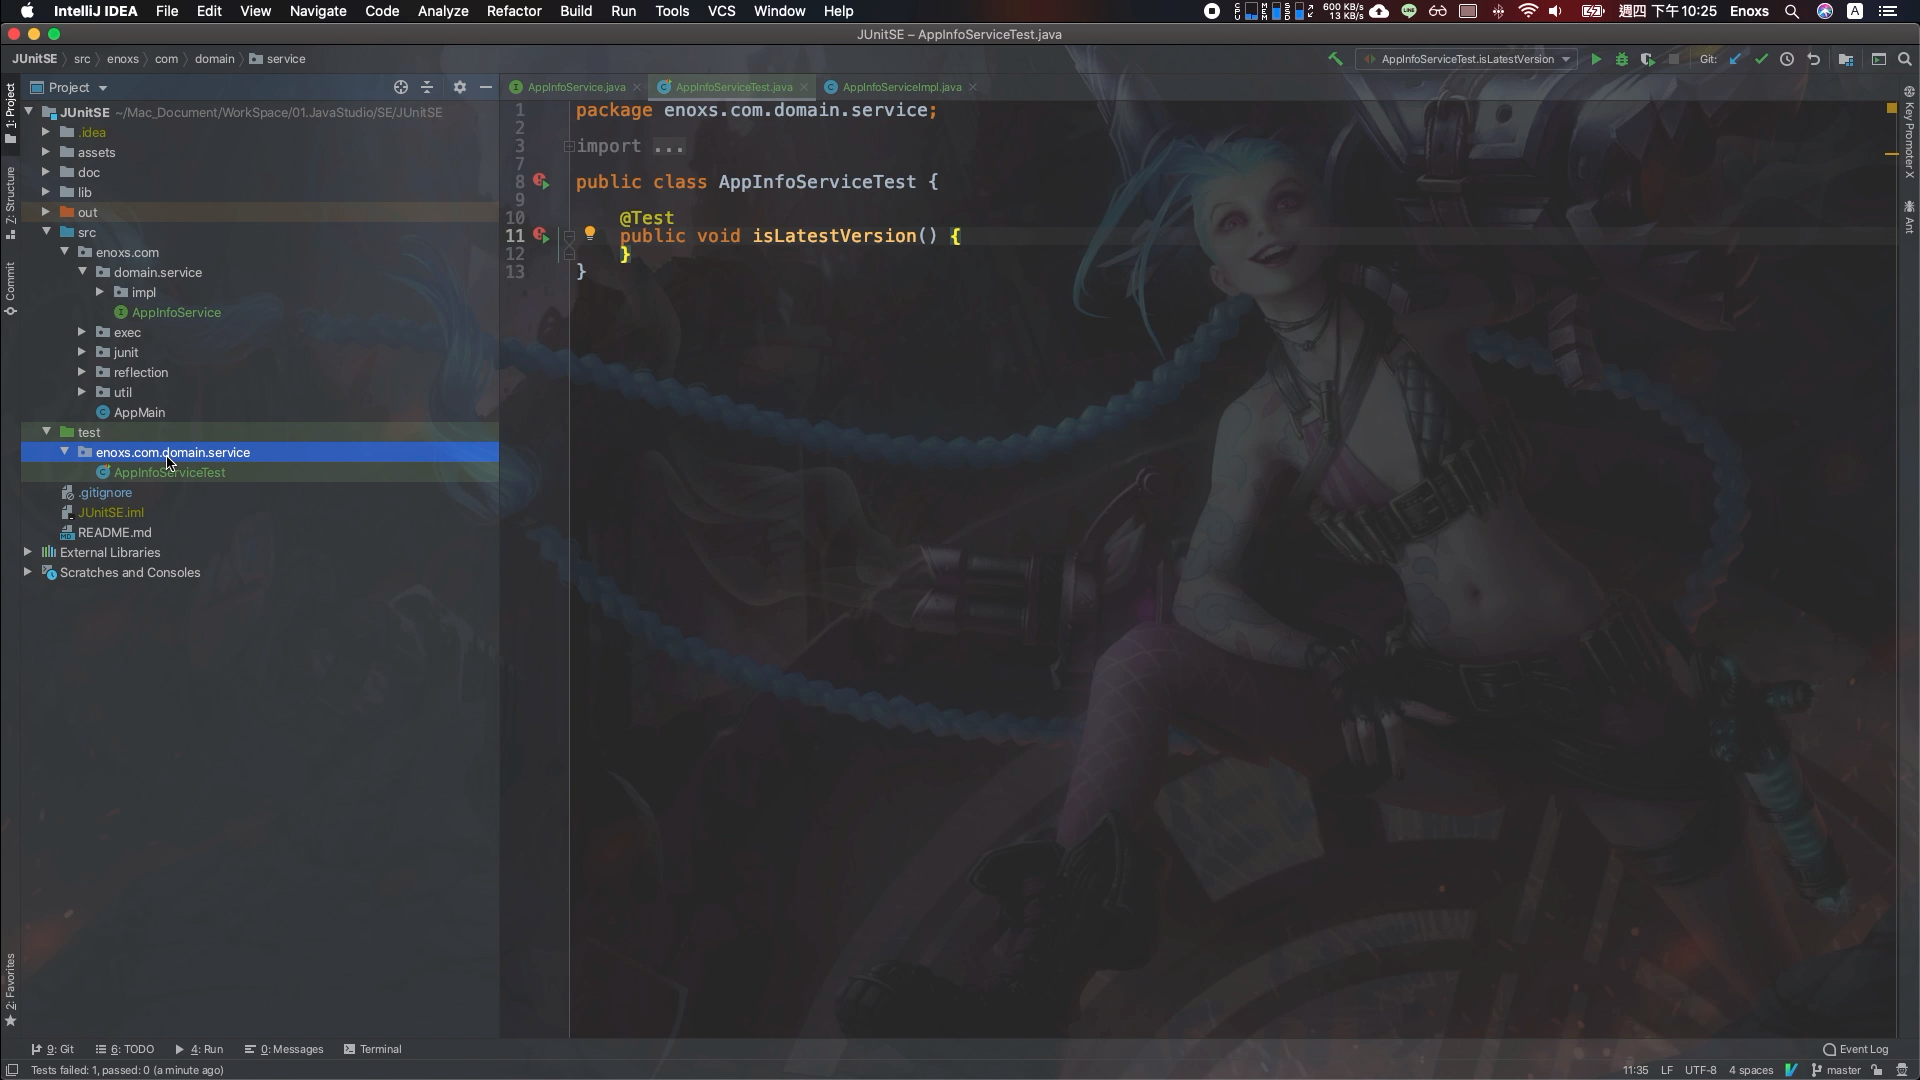 IntelliJ IDEA File Edit View Navigate Code Analyze Refactor Build Run Tools VCS Window Help 600 KB/s 13 KB/s LINE 週四 下午10:25 Enoxs A
JUnitSE – AppInfoServiceTest.java
JUnitSE src enoxs com domain service AppInfoServiceTest.isLatestVersion Git:
Project AppInfoService.java AppInfoServiceTest.java AppInfoServiceImpl.java
JUnitSE ~/Mac_Document/WorkSpace/01.JavaStudio/SE/JUnitSE
.idea
assets
doc
lib
out
src
enoxs.com
domain.service
impl
AppInfoService
exec
junit
reflection
util
AppMain
test
enoxs.com.domain.service
AppInfoServiceTest
.gitignore
JUnitSE.iml
README.md
External Libraries
Scratches and Consoles
1 package enoxs.com.domain.service;
2
3 import ...
7
8 public class AppInfoServiceTest {
9
10 @Test
11 public void isLatestVersion() {
12 }
13 }
1: Project
7: Structure
Commit
2: Favorites
Key Promoter X
Ant
9: Git 6: TODO 4: Run 0: Messages Terminal Event Log
Tests failed: 1, passed: 0 (a minute ago) 11:35 LF UTF-8 4 spaces master